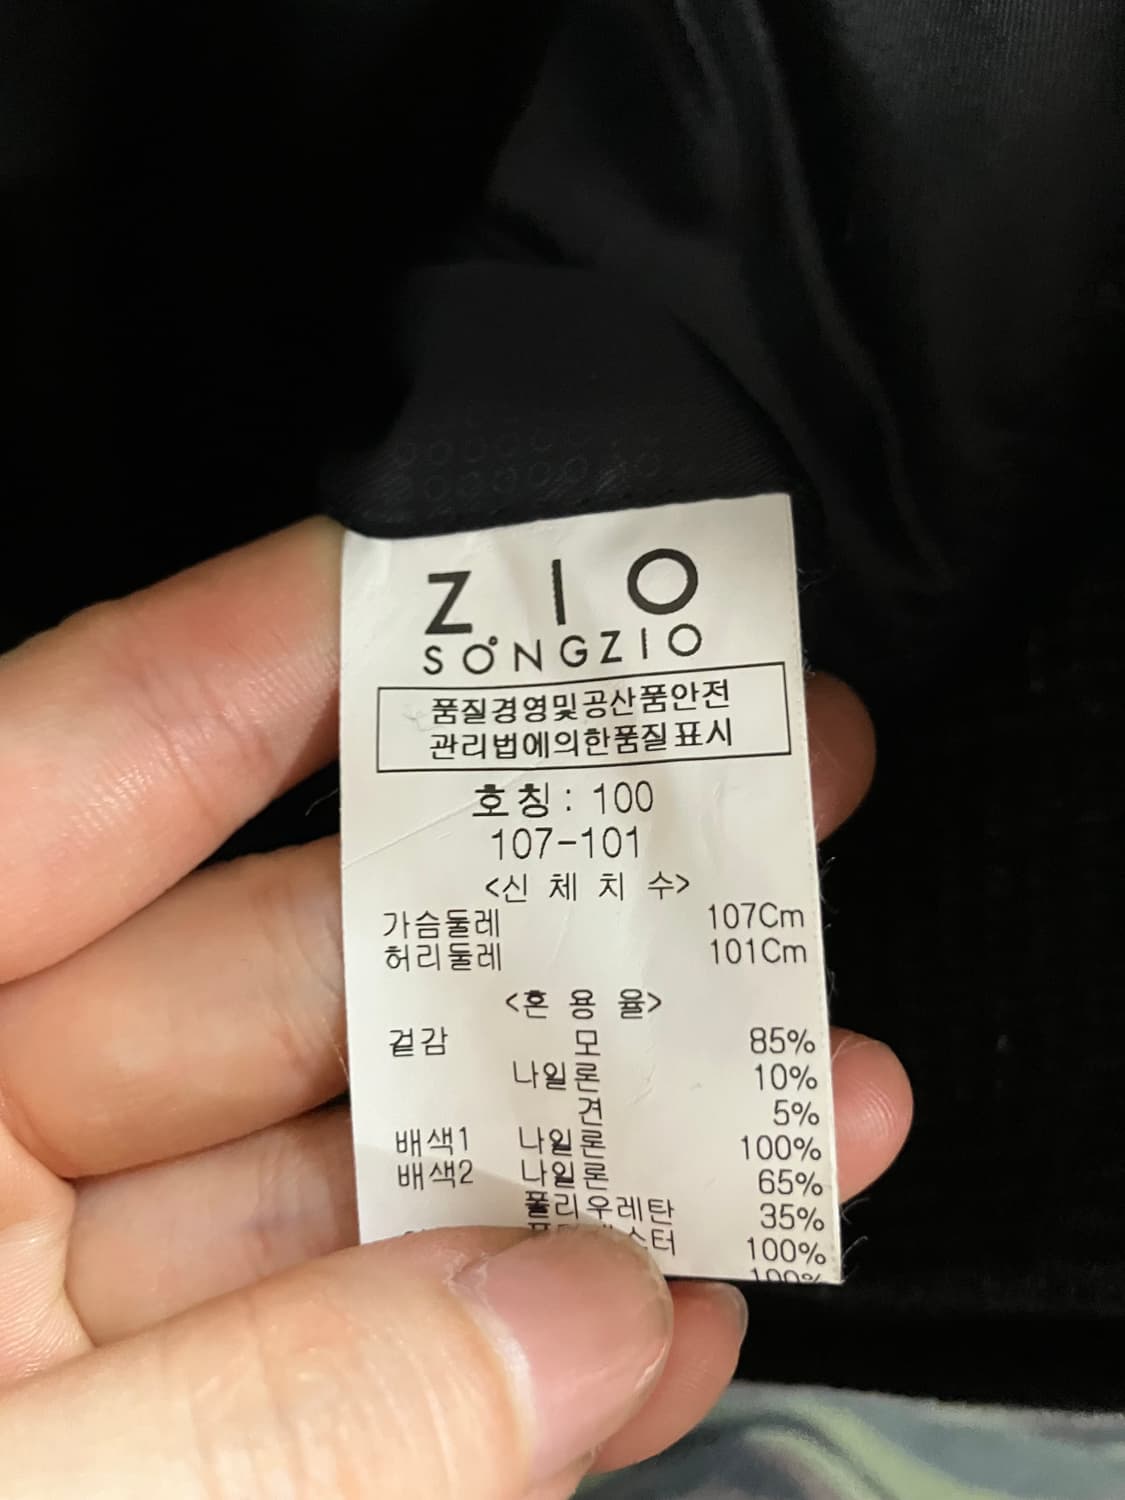 ZIO
SONGZIO
품질경영및공산품안전
관리법에의한품질표시
호칭: 100
107-101
<신 체 치 수>
가슴둘레 107Cm
허리둘레 101Cm
<혼 용 율>
겉감 모 85%
나일론 10%
견 5%
배색1 나일론 100%
배색2 나일론 65%
폴리우레탄 35%
100%
100%